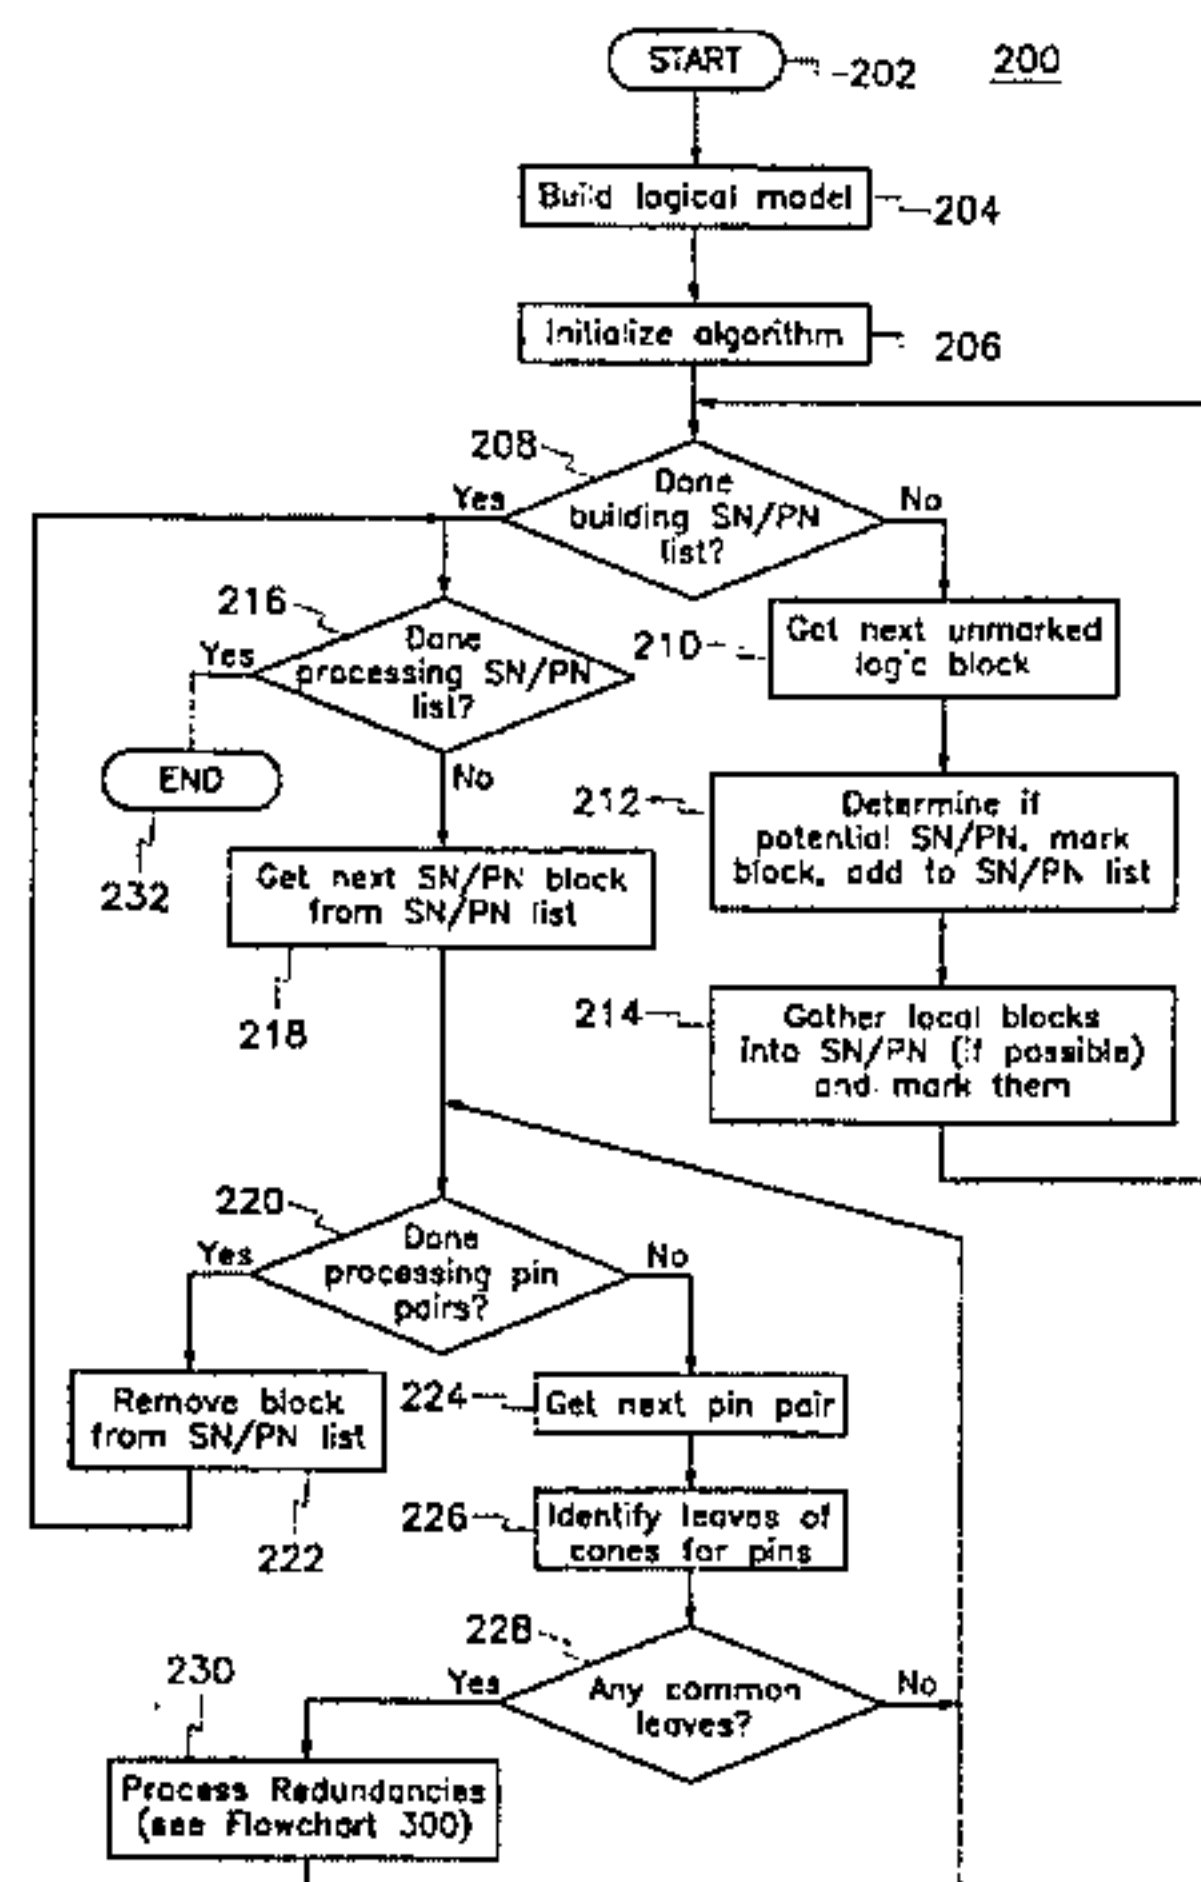 START
202
200
Build logical model
204
Initialize algorithm
206
208
Done
building SN/PN
list?
Yes
No
216
Done
processing SN/PN
list?
Yes
No
210
Get next unmarked
logic block
END
232
212
Determine if
potential SN/PN, mark
block, add to SN/PN list
Get next SN/PN block
from SN/PN list
218
214
Gather local blocks
into SN/PN (if possible)
and mark them
220
Done
processing pin
pairs?
Yes
No
Remove block
from SN/PN list
222
224
Get next pin pair
226
Identify leaves of
cones for pins
228
Any common
leaves?
Yes
No
230
Process Redundancies
(see Flowchart 300)